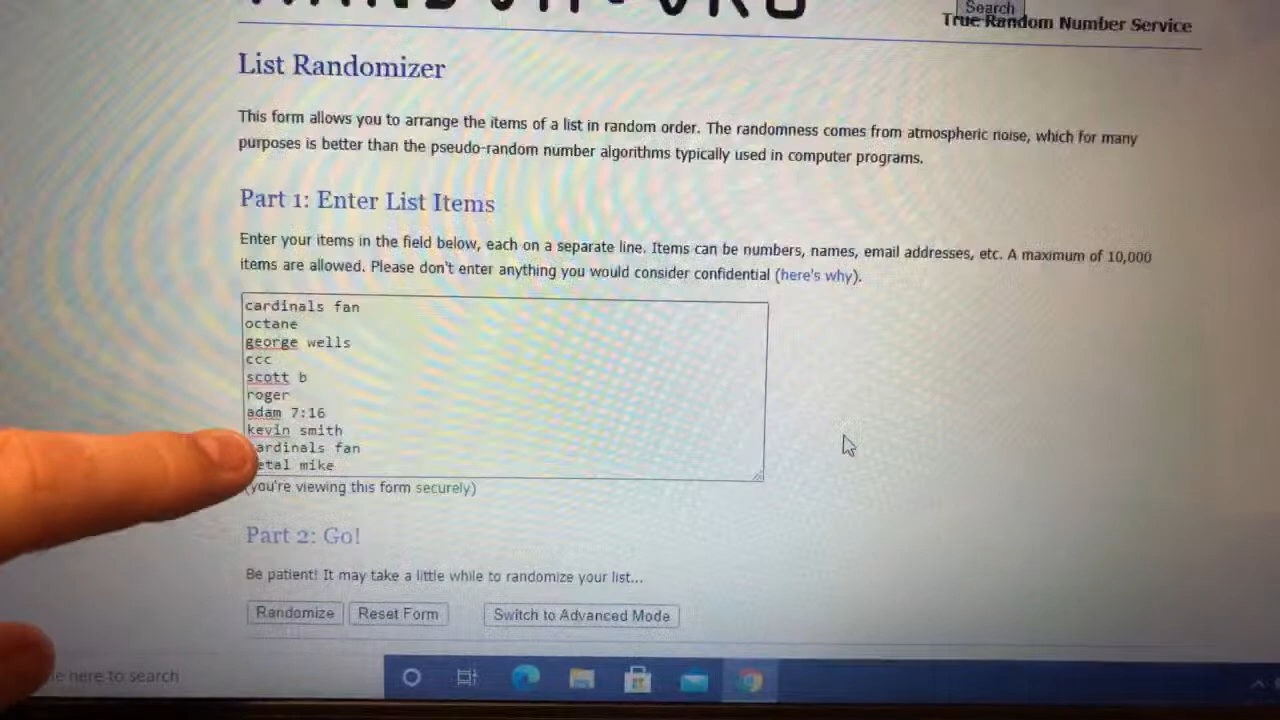 Search
True Random Number Service
List Randomizer
This form allows you to arrange the items of a list in random order. The randomness comes from atmospheric noise, which for many
purposes is better than the pseudo-random number algorithms typically used in computer programs.
Part 1: Enter List Items
Enter your items in the field below, each on a separate line. Items can be numbers, names, email addresses, etc. A maximum of 10,000
items are allowed. Please don't enter anything you would consider confidential (here's why).
cardinals fan
octane
george wells
ccc
scott b
roger
adam 7:16
kevin smith
ardinals fan
etal mike
(you're viewing this form securely)
Part 2: Go!
Be patient! It may take a little while to randomize your list...
Randomize Reset Form Switch to Advanced Mode
here to search